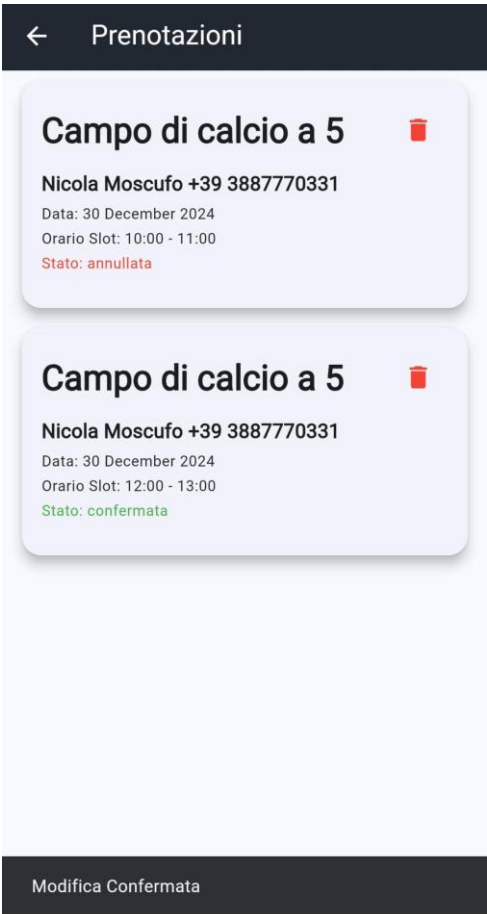 Prenotazioni
Campo di calcio a 5
Nicola Moscufo +39 3887770331
Data: 30 December 2024
Orario Slot: 10:00 - 11:00
Stato: annullata
Campo di calcio a 5
Nicola Moscufo +39 3887770331
Data: 30 December 2024
Orario Slot: 12:00 - 13:00
Stato: confermata
Modifica Confermata